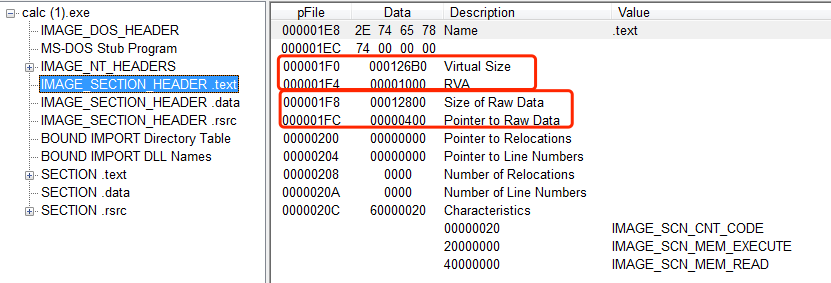 calc (1).exe
IMAGE_DOS_HEADER
MS-DOS Stub Program
IMAGE_NT_HEADERS
IMAGE_SECTION_HEADER .text
IMAGE_SECTION_HEADER .data
IMAGE_SECTION_HEADER .rsrc
BOUND IMPORT Directory Table
BOUND IMPORT DLL Names
SECTION .text
SECTION .data
SECTION .rsrc
pFile Data Description Value
000001E8 2E 74 65 78 Name .text
000001EC 74 00 00 00
000001F0 000126B0 Virtual Size
000001F4 00001000 RVA
000001F8 00012800 Size of Raw Data
000001FC 00000400 Pointer to Raw Data
00000200 00000000 Pointer to Relocations
00000204 00000000 Pointer to Line Numbers
00000208 0000 Number of Relocations
0000020A 0000 Number of Line Numbers
0000020C 60000020 Characteristics
00000020 IMAGE_SCN_CNT_CODE
20000000 IMAGE_SCN_MEM_EXECUTE
40000000 IMAGE_SCN_MEM_READ